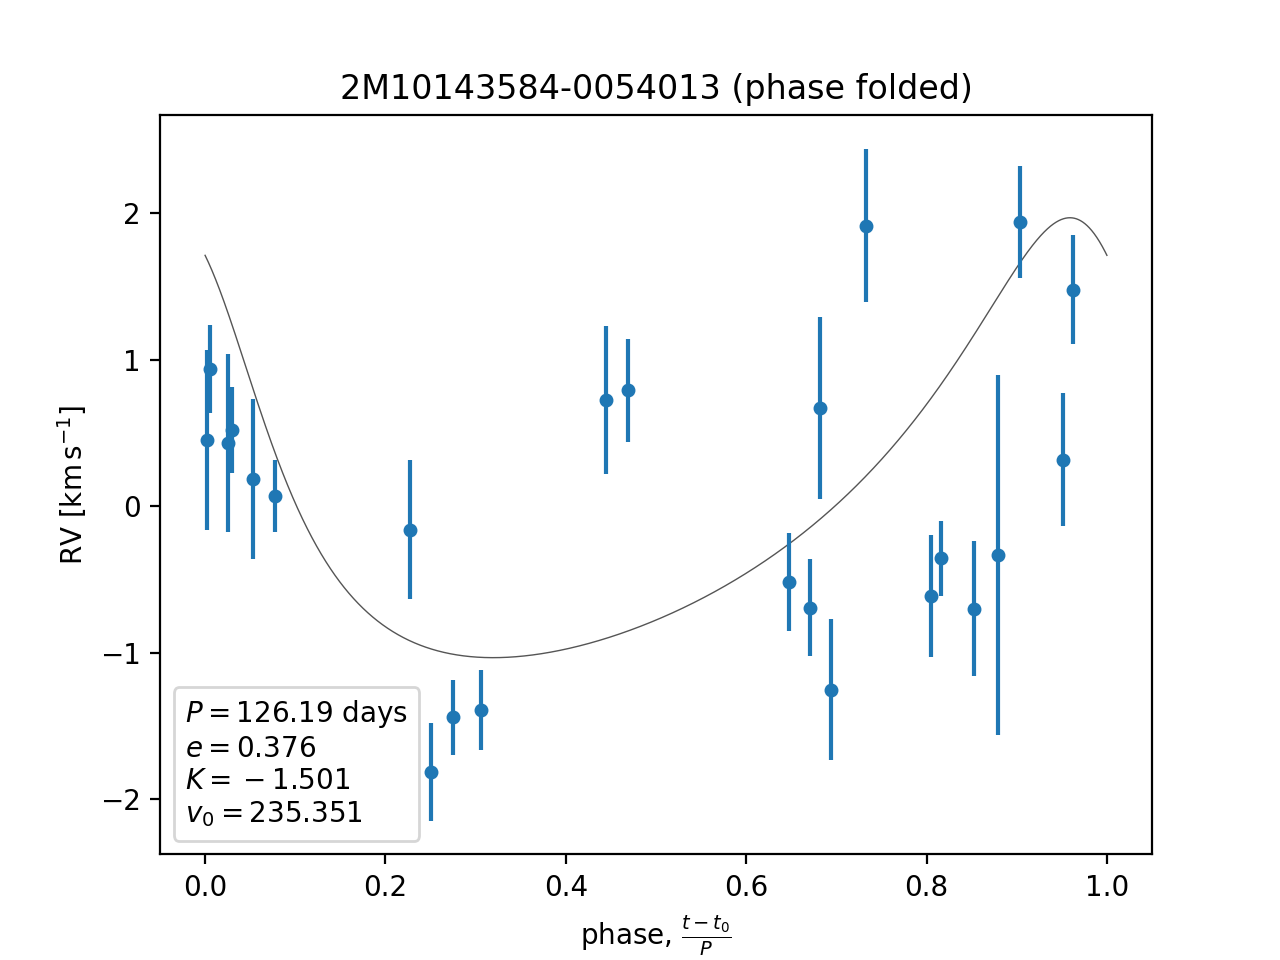 2M10143584-0054013 (phase folded)
RV [km s⁻¹]
2
1
0
−1
−2
P = 126.19 days
e = 0.376
K = −1.501
v₀ = 235.351
0.0 0.2 0.4 0.6 0.8 1.0
phase, (t − t₀)/P